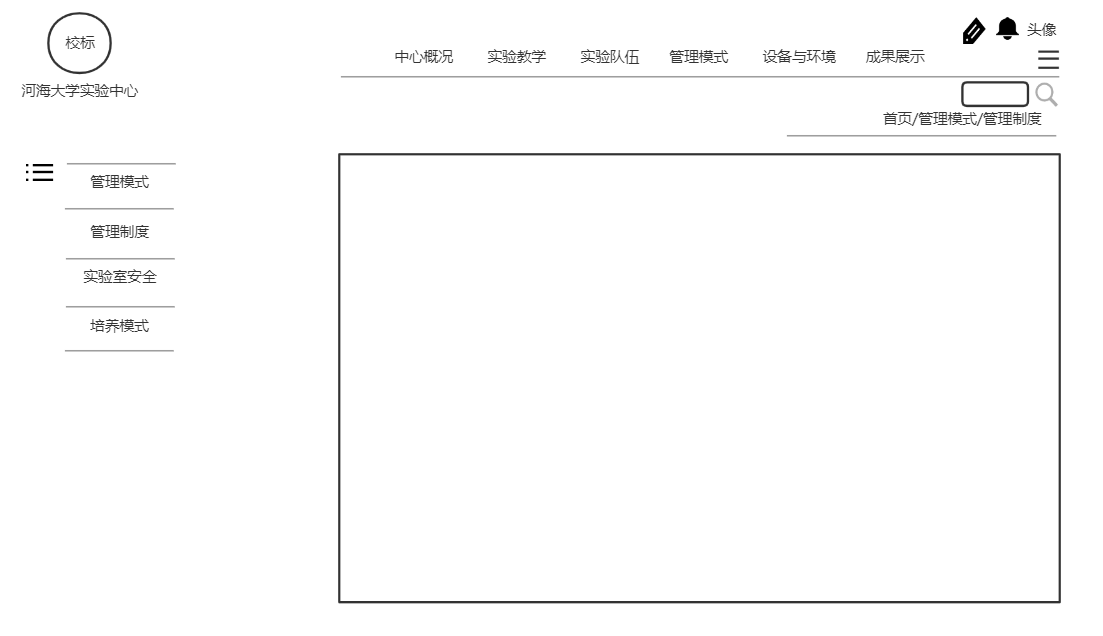 校标
河海大学实验中心
头像
中心概况 实验教学 实验队伍 管理模式 设备与环境 成果展示
首页/管理模式/管理制度
管理模式
管理制度
实验室安全
培养模式